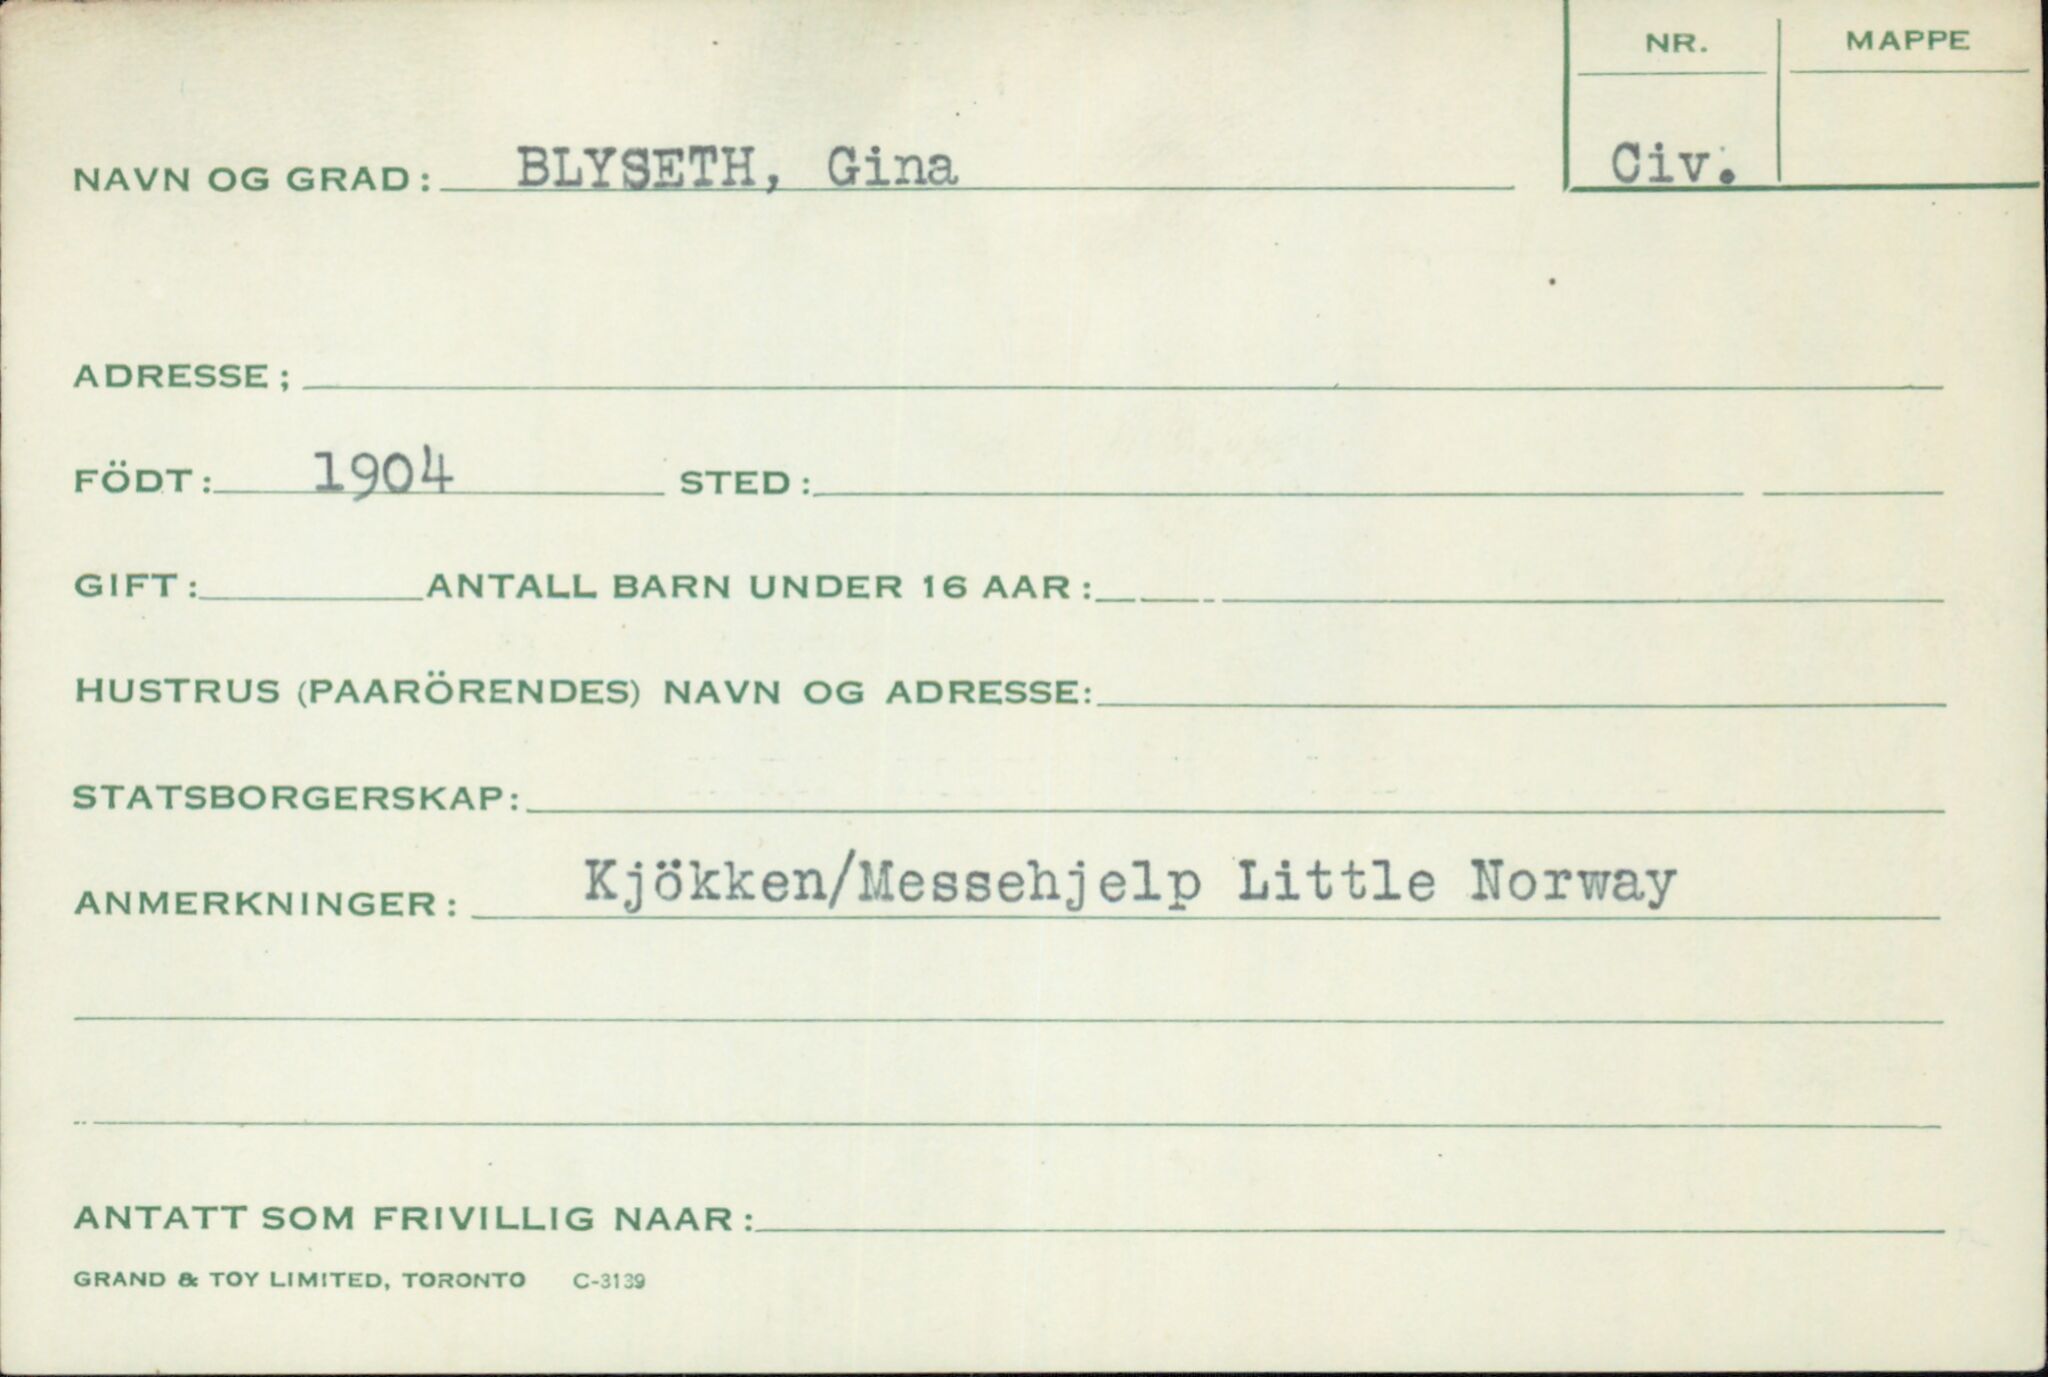 NR. MAPPE
NAVN OG GRAD: BLYSETH, Gina Civ.
ADRESSE;
FÖDT: 1904 STED:
GIFT: ANTALL BARN UNDER 16 AAR:
HUSTRUS (PAARÖRENDES) NAVN OG ADRESSE:
STATSBORGERSKAP:
ANMERKNINGER: Kjökken/Messehjelp Little Norway
ANTATT SOM FRIVILLIG NAAR:
GRAND & TOY LIMITED, TORONTO C-3139